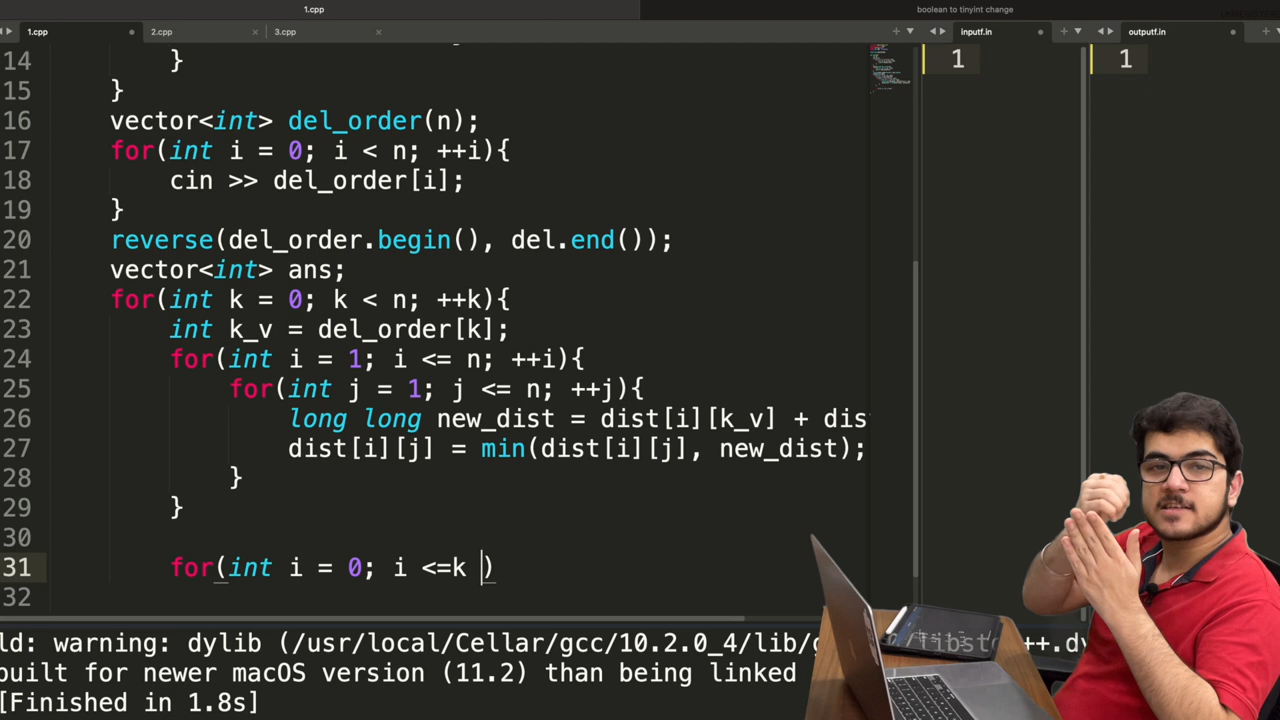 1.cpp
boolean to tinyint change
1.cpp 2.cpp 3.cpp inputf.in outputf.in
14 }
15 }
16 vector<int> del_order(n);
17 for(int i = 0; i < n; ++i){
18 cin >> del_order[i];
19 }
20 reverse(del_order.begin(), del.end());
21 vector<int> ans;
22 for(int k = 0; k < n; ++k){
23 int k_v = del_order[k];
24 for(int i = 1; i <= n; ++i){
25 for(int j = 1; j <= n; ++j){
26 long long new_dist = dist[i][k_v] + dis
27 dist[i][j] = min(dist[i][j], new_dist);
28 }
29 }
30
31 for(int i = 0; i <=k )
32
1
1
ld: warning: dylib (/usr/local/Cellar/gcc/10.2.0_4/lib/g ++.dy
built for newer macOS version (11.2) than being linked
[Finished in 1.8s]